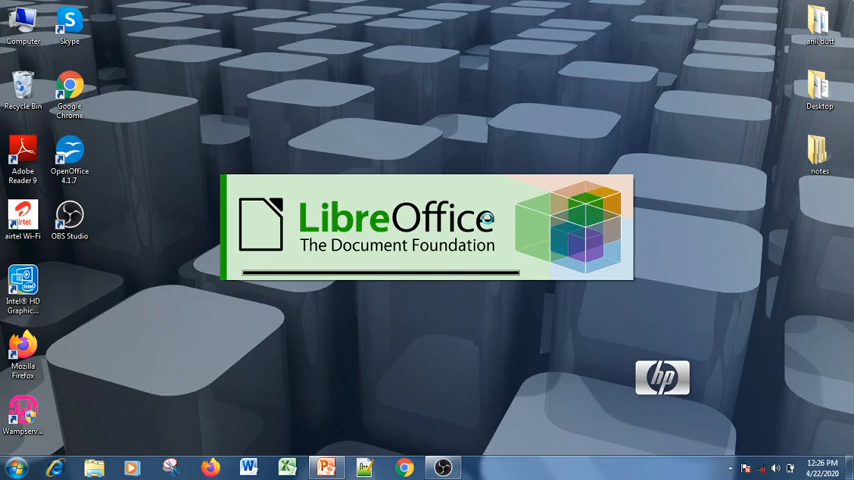 Computer
Skype
anil butt
Recycle Bin
Google
Chrome
Desktop
Adobe
Reader 9
OpenOffice
4.1.7
notes
airtel Wi-Fi
OBS Studio
LibreOffice
The Document Foundation
Intel® HD
Graphic...
Mozilla
Firefox
hp
Wampserv...
12:26 PM
4/22/2020